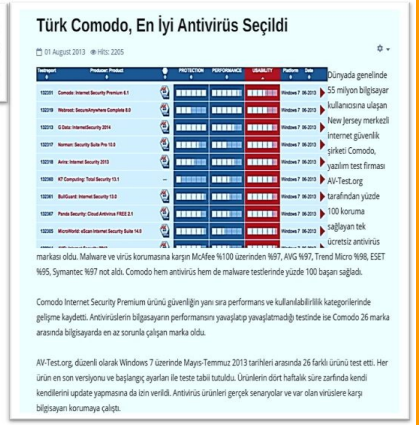 Türk Comodo, En İyi Antivirüs Seçildi
01 August 2013 Hits: 2205
Testreport Producer: Product PROTECTION PERFORMANCE USABILITY Platform Date
132351 Comodo: Internet Security Premium 6.1 Windows 7 06-2013
Webroot: SecureAnywhere Complete 8.0 Windows 7 06-2013
G Data: InternetSecurity 2014 Windows 7 06-2013
Norman: Security Suite Pro 10.0 Windows 7 06-2013
Avira: Internet Security 2013 Windows 7 06-2013
K7 Computing: Total Security 13.1 Windows 7 06-2013
BullGuard: Internet Security 13.0 Windows 7 06-2013
Panda Security: Cloud Antivirus FREE 2.1 Windows 7 06-2013
MicroWorld: eScan Internet Security Suite 14.0 Windows 7 06-2013
Dünyada genelinde
55 milyon bilgisayar
kullanıcısına ulaşan
New Jersey merkezli
internet güvenlik
şirketi Comodo,
yazılım test firması
AV-Test.org
tarafından yüzde
100 koruma
sağlayan tek
ücretsiz antivirüs
markası oldu. Malware ve virüs korumasına karşın McAfee %100 üzerinden %97, AVG %97, Trend Micro %98, ESET
%95, Symantec %97 not aldı. Comodo hem antivirüs hem de malware testlerinde yüzde 100 başarı sağladı.
Comodo Internet Security Premium ürünü güvenliğin yanı sıra performans ve kullanılabilirlilik kategorilerinde
gelişme kaydetti. Antivirüslerin bilgasayarın performansını yavaşlatıp yavaşlatmadığı testinde ise Comodo 26 marka
arasında bilgisayarda en az sorunla çalışan marka oldu.
AV-Test.org, düzenli olarak Windows 7 üzerinde Mayıs-Temmuz 2013 tarihleri arasında 26 farklı ürünü test etti. Her
ürün en son versiyonu ve başlangıç ayarları ile teste tabii tutuldu. Ürünlerin dört haftalık süre zarfında kendi
kendilerini update yapmasına da izin verildi. Antivirüs ürünleri gerçek senaryolar ve var olan virüslere karşı
bilgisayarı korumaya çalıştı.